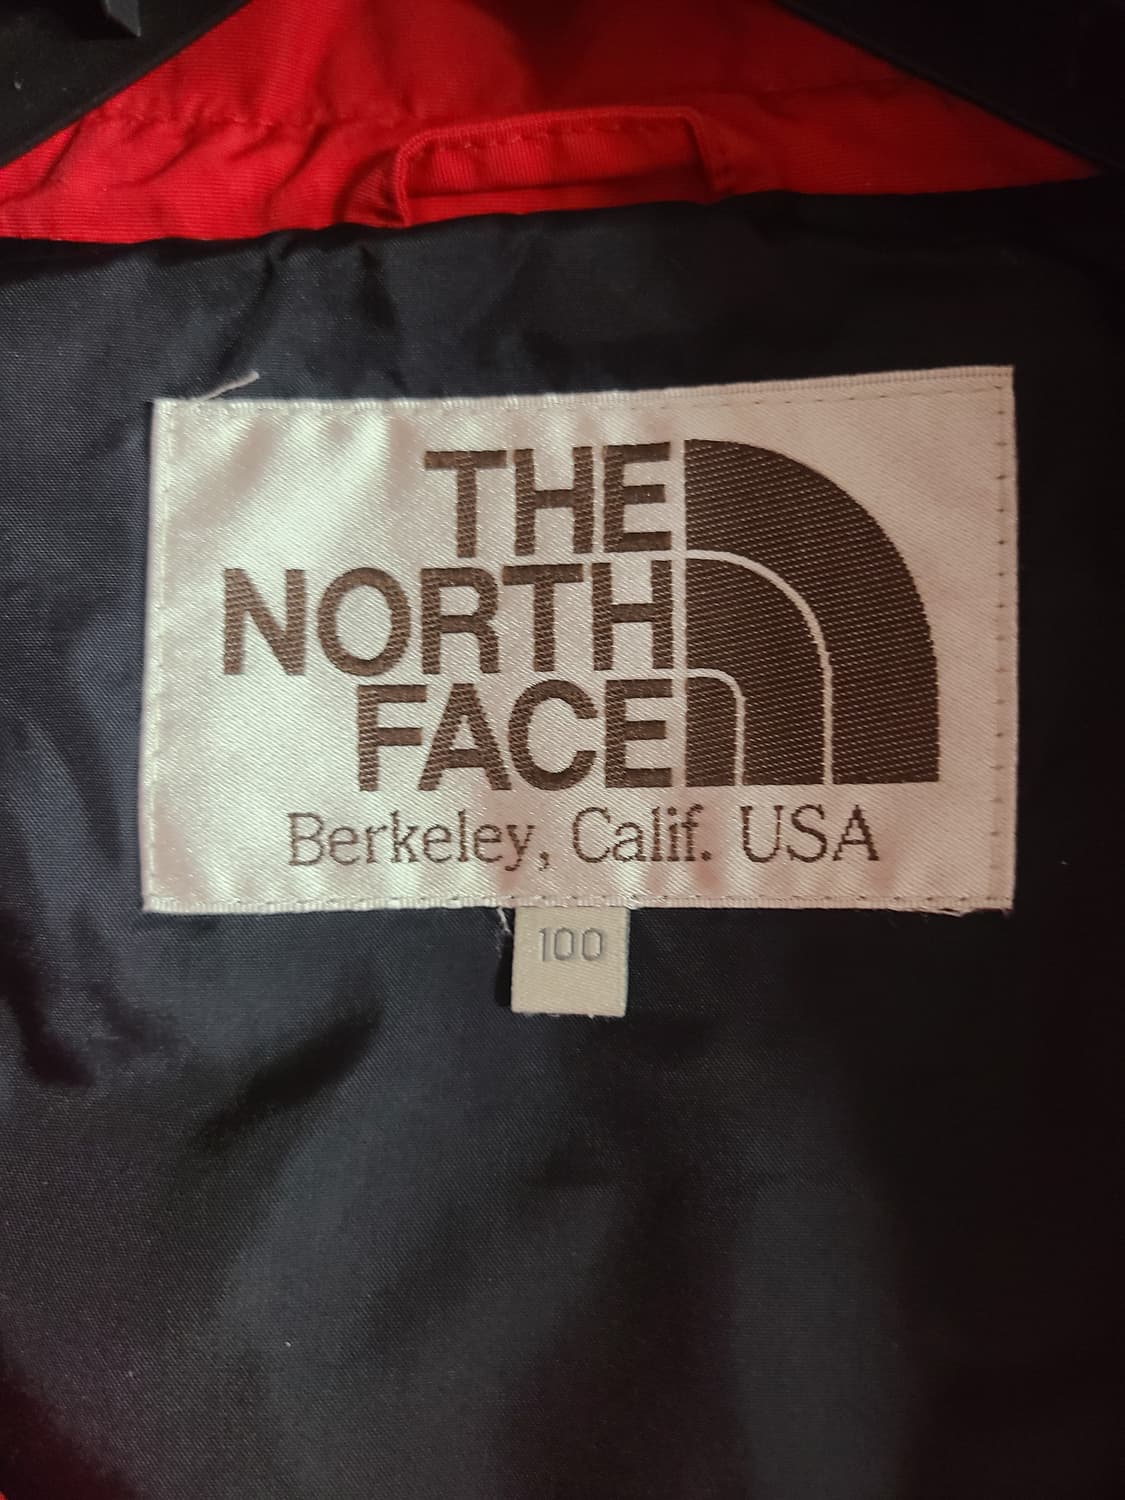 THE
NORTH
FACE
Berkeley, Calif. USA
100